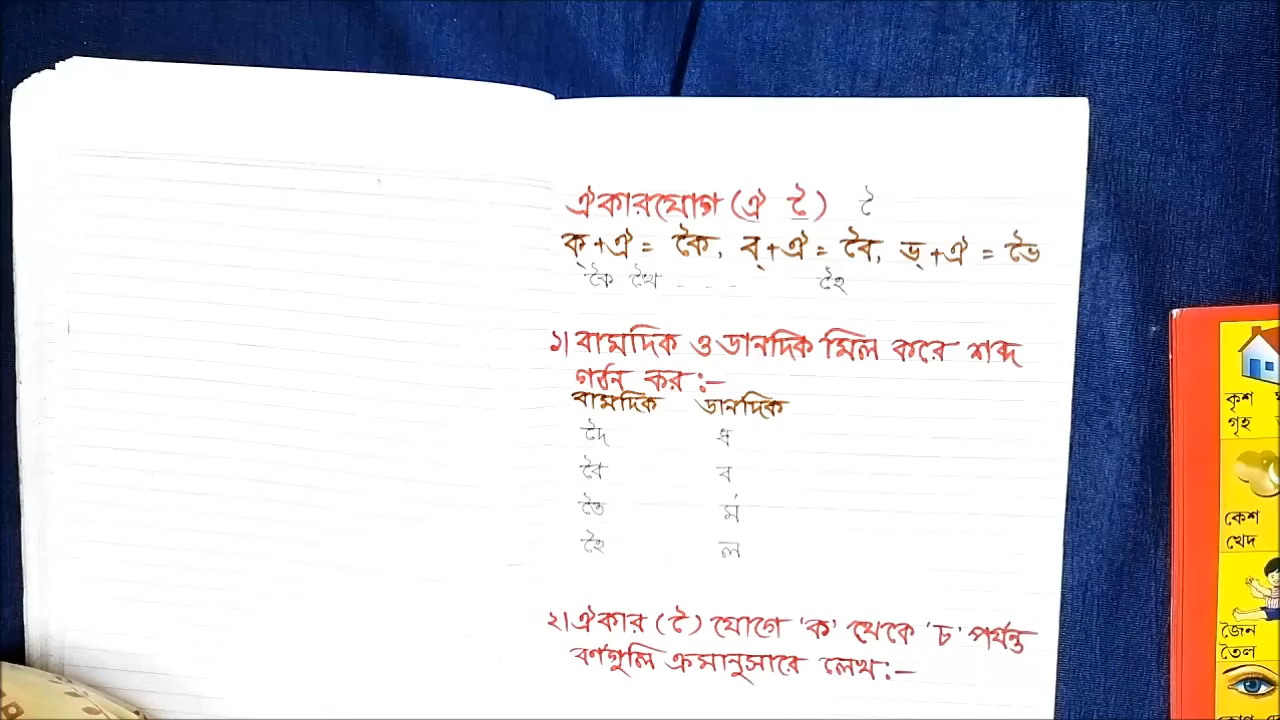 ঐকারযোগ (ঐ ৈ) ৈ
ক্+ঐ = কৈ, ব্+ঐ = বৈ, ভ্+ঐ = ভৈ
কৈ খৈ - - - হৈ
১। বামদিক ও ডানদিক মিল করে শব্দ
গঠন কর :—
বামদিক ডানদিক
দৈ ধ
বৈ ব
তৈ র্ম
হৈ ল
২। ঐকার (ৈ) যোগে 'ক' থেকে 'চ' পর্যন্ত
বর্ণগুলি ক্রমানুসারে লেখ —
কৃশ
গৃহ
কেশ
খেদ
জৈন
তৈল